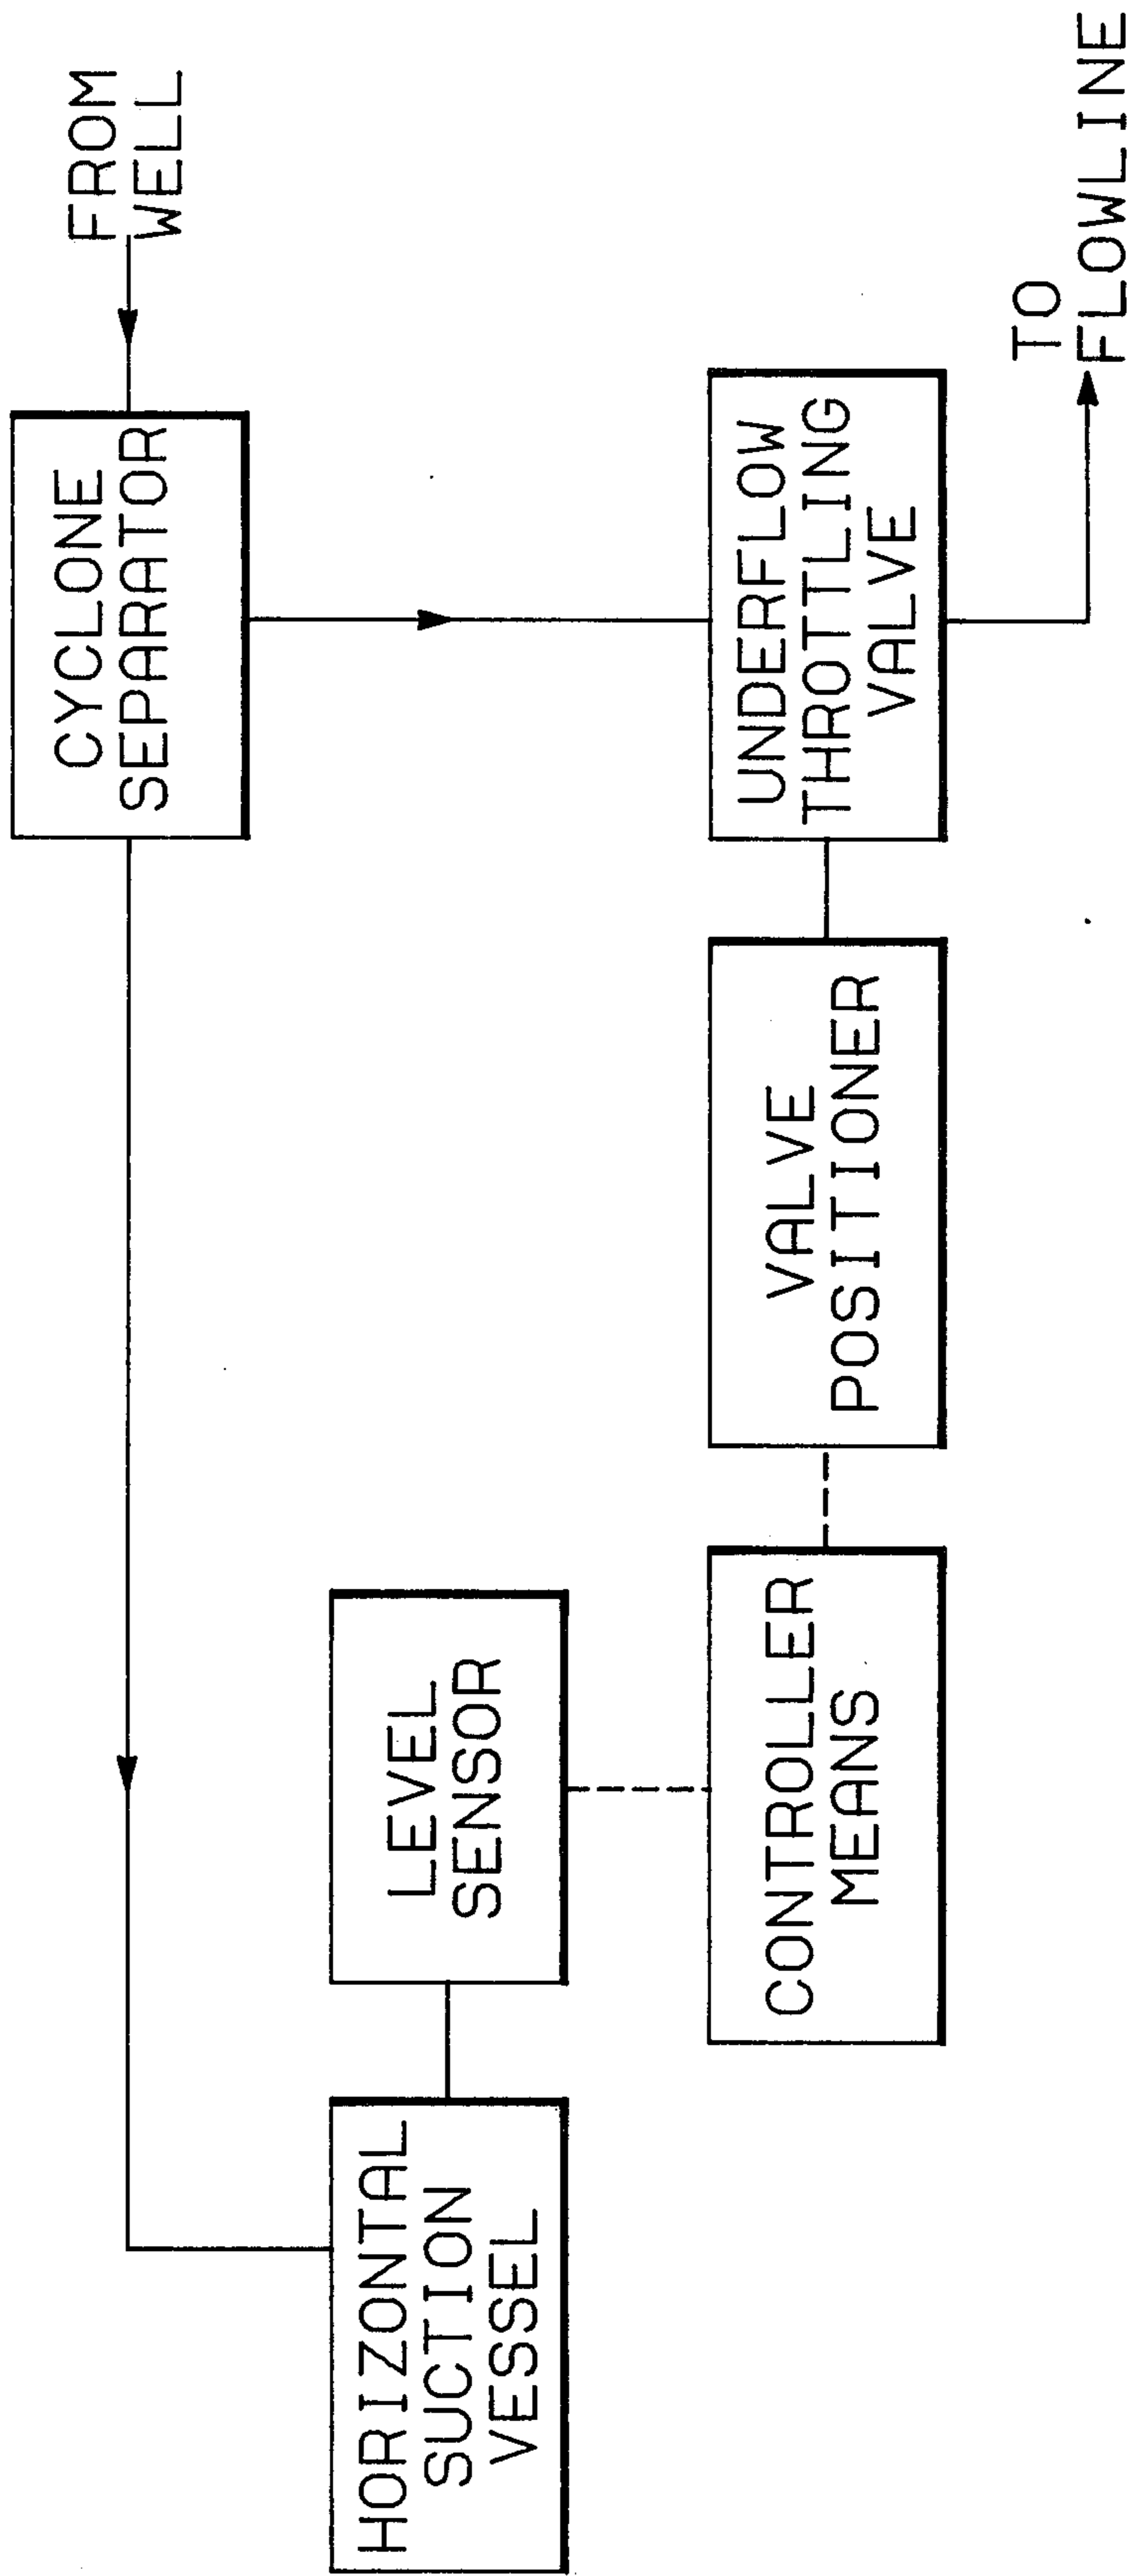 FROM
WELL
CYCLONE
SEPARATOR
HORIZONTAL
SUCTION
VESSEL
LEVEL
SENSOR
CONTROLLER
MEANS
VALVE
POSITIONER
UNDERFLOW
THROTTLING
VALVE
TO
FLOWLINE